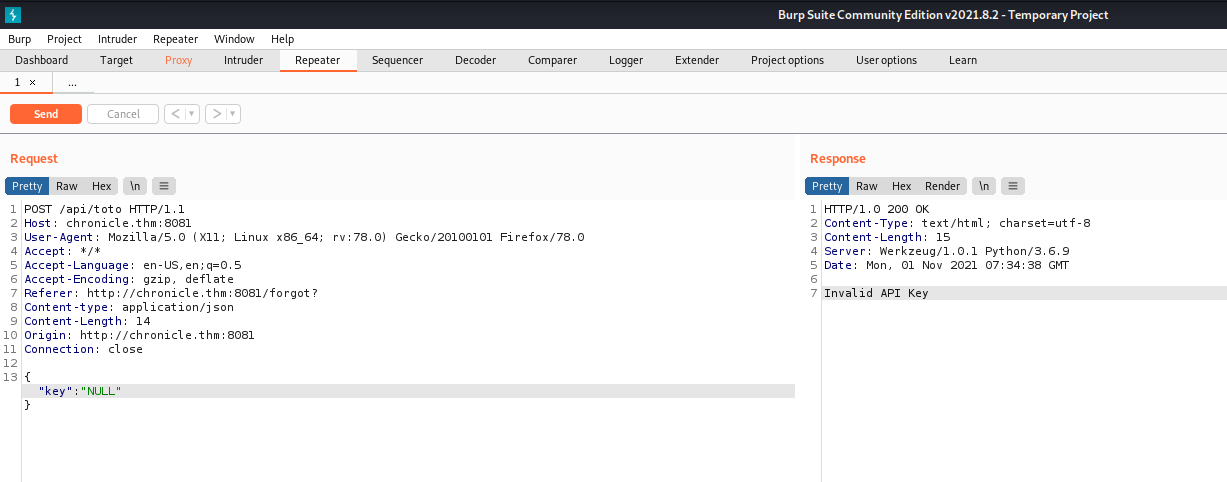 Burp Suite Community Edition v2021.8.2 - Temporary Project
Burp Project Intruder Repeater Window Help
Dashboard Target Proxy Intruder Repeater Sequencer Decoder Comparer Logger Extender Project options User options Learn
1 × ...
Send Cancel < ▼ > ▼
Request
Pretty Raw Hex \n ≡
1 POST /api/toto HTTP/1.1
2 Host: chronicle.thm:8081
3 User-Agent: Mozilla/5.0 (X11; Linux x86_64; rv:78.0) Gecko/20100101 Firefox/78.0
4 Accept: */*
5 Accept-Language: en-US,en;q=0.5
6 Accept-Encoding: gzip, deflate
7 Referer: http://chronicle.thm:8081/forgot?
8 Content-type: application/json
9 Content-Length: 14
10 Origin: http://chronicle.thm:8081
11 Connection: close
12
13 {
"key":"NULL"
}
Response
Pretty Raw Hex Render \n ≡
1 HTTP/1.0 200 OK
2 Content-Type: text/html; charset=utf-8
3 Content-Length: 15
4 Server: Werkzeug/1.0.1 Python/3.6.9
5 Date: Mon, 01 Nov 2021 07:34:38 GMT
6
7 Invalid API Key